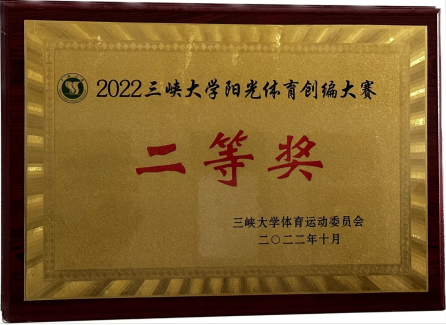 2022三峡大学阳光体育创编大赛
二等奖
三峡大学体育运动委员会
二〇二二年十月